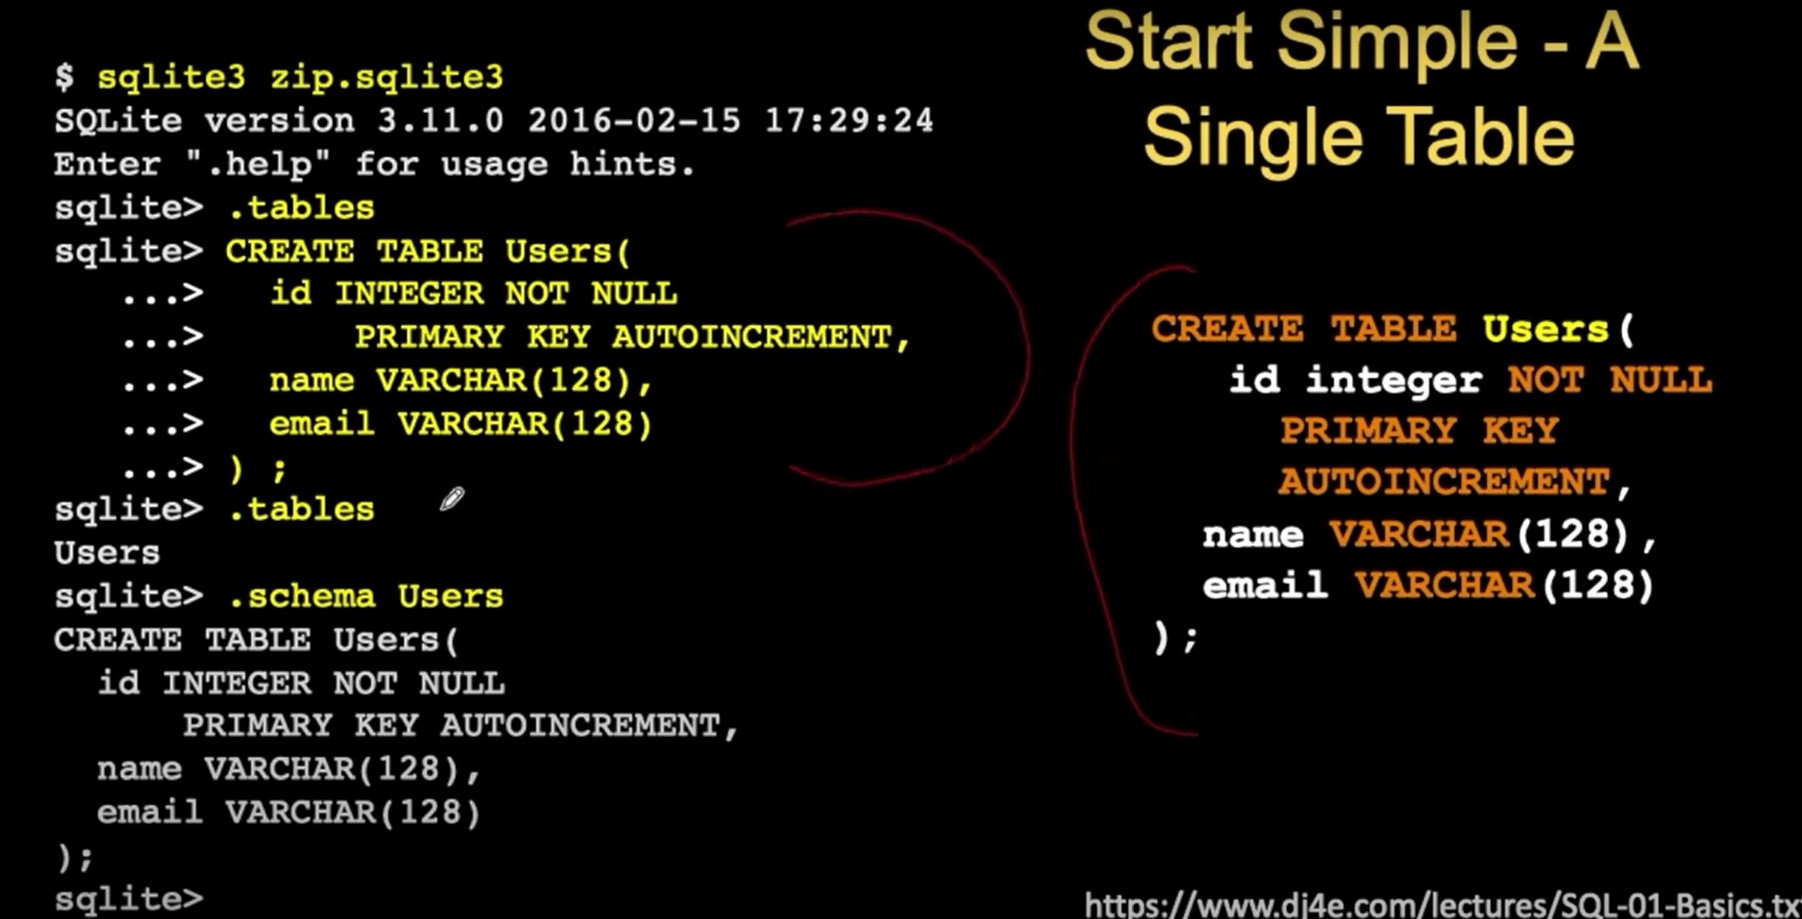 $ sqlite3 zip.sqlite3
SQLite version 3.11.0 2016-02-15 17:29:24
Enter ".help" for usage hints.
sqlite> .tables
sqlite> CREATE TABLE Users(
...> id INTEGER NOT NULL
...> PRIMARY KEY AUTOINCREMENT,
...> name VARCHAR(128),
...> email VARCHAR(128)
...> ) ;
sqlite> .tables
Users
sqlite> .schema Users
CREATE TABLE Users(
id INTEGER NOT NULL
PRIMARY KEY AUTOINCREMENT,
name VARCHAR(128),
email VARCHAR(128)
);
sqlite>
Start Simple - A
Single Table
CREATE TABLE Users(
id integer NOT NULL
PRIMARY KEY
AUTOINCREMENT,
name VARCHAR(128),
email VARCHAR(128)
);
https://www.dj4e.com/lectures/SQL-01-Basics.tx